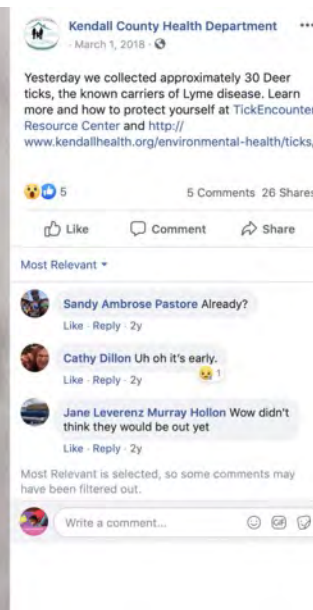 Kendall County Health Department
March 1, 2018 ·
Yesterday we collected approximately 30 Deer
ticks, the known carriers of Lyme disease. Learn
more and how to protect yourself at TickEncounter
Resource Center and http://
www.kendallhealth.org/environmental-health/ticks/
5
5 Comments 26 Shares
Like Comment Share
Most Relevant
Sandy Ambrose Pastore Already?
Like · Reply · 2y
Cathy Dillon Uh oh it's early.
1
Like · Reply · 2y
Jane Leverenz Murray Hollon Wow didn't
think they would be out yet
Like · Reply · 2y
Most Relevant is selected, so some comments may
have been filtered out.
Write a comment...
GIF